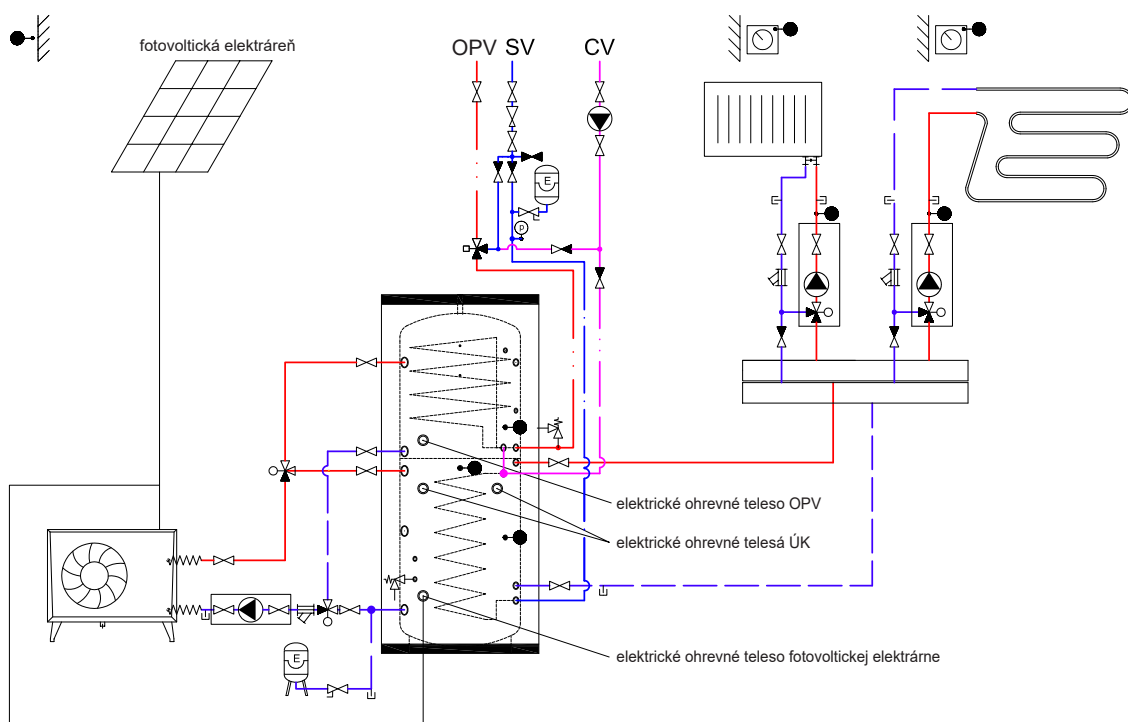 fotovoltická elektráreň
OPV SV CV
E
P
elektrické ohrevné teleso OPV
elektrické ohrevné telesá ÚK
elektrické ohrevné teleso fotovoltickej elektrárne
E